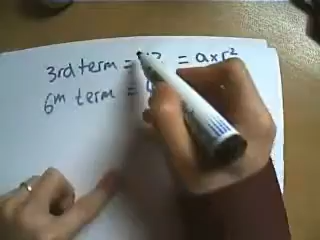 3rd term = = a x r²
6th term =